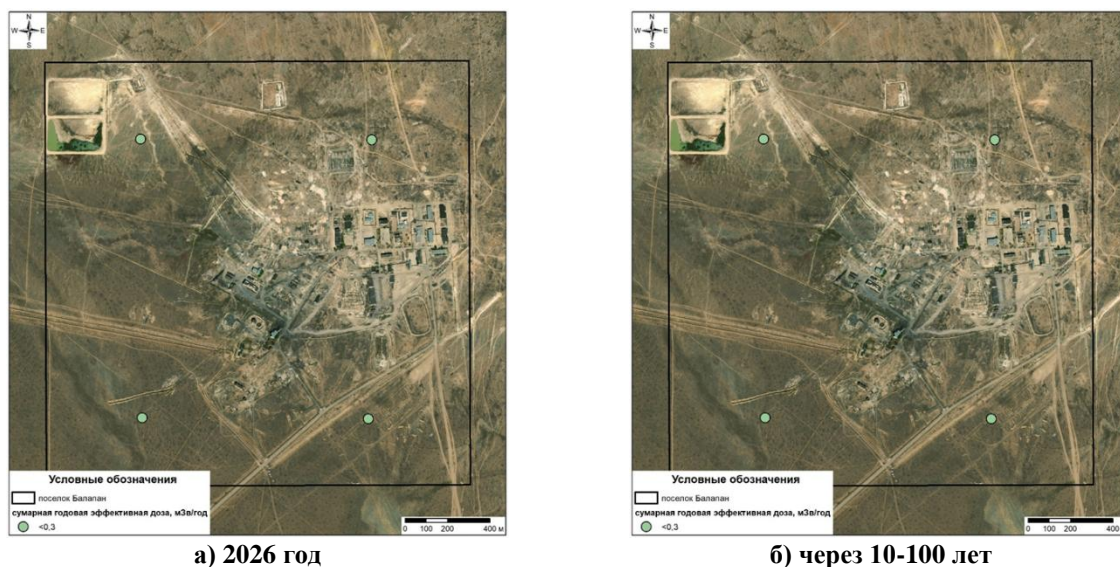 N
W E
S
Условные обозначения
поселок Балапан
сумарная годовая эффективная доза, мЗв/год
<0,3
0 100 200 400 м
а) 2026 год
N
W E
S
Условные обозначения
поселок Балапан
сумарная годовая эффективная доза, мЗв/год
<0,3
0 100 200 400 м
б) через 10-100 лет